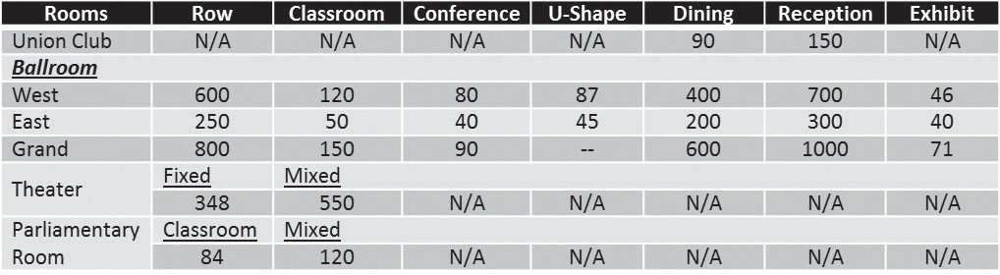 Rooms Row Classroom Conference U-Shape Dining Reception Exhibit
Union Club N/A N/A N/A N/A 90 150 N/A
Ballroom
West 600 120 80 87 400 700 46
East 250 50 40 45 200 300 40
Grand 800 150 90 -- 600 1000 71
Theater Fixed Mixed
348 550 N/A N/A N/A N/A N/A
Parliamentary Classroom Mixed
Room 84 120 N/A N/A N/A N/A N/A